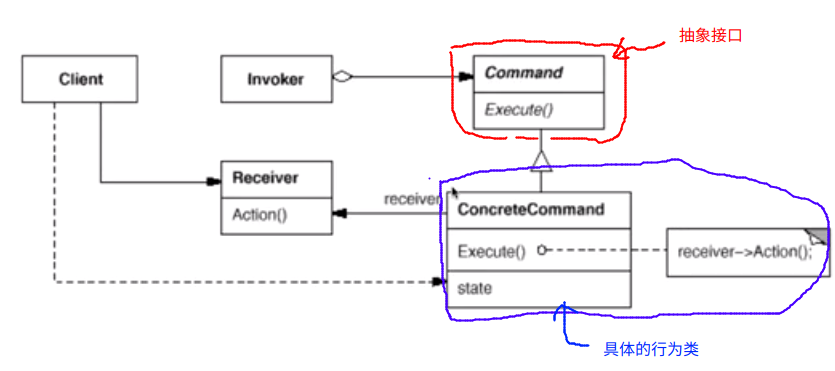 抽象接口
Client
Invoker
Command
Execute()
Receiver
Action()
receiver
ConcreteCommand
Execute()
receiver->Action();
state
具体的行为类